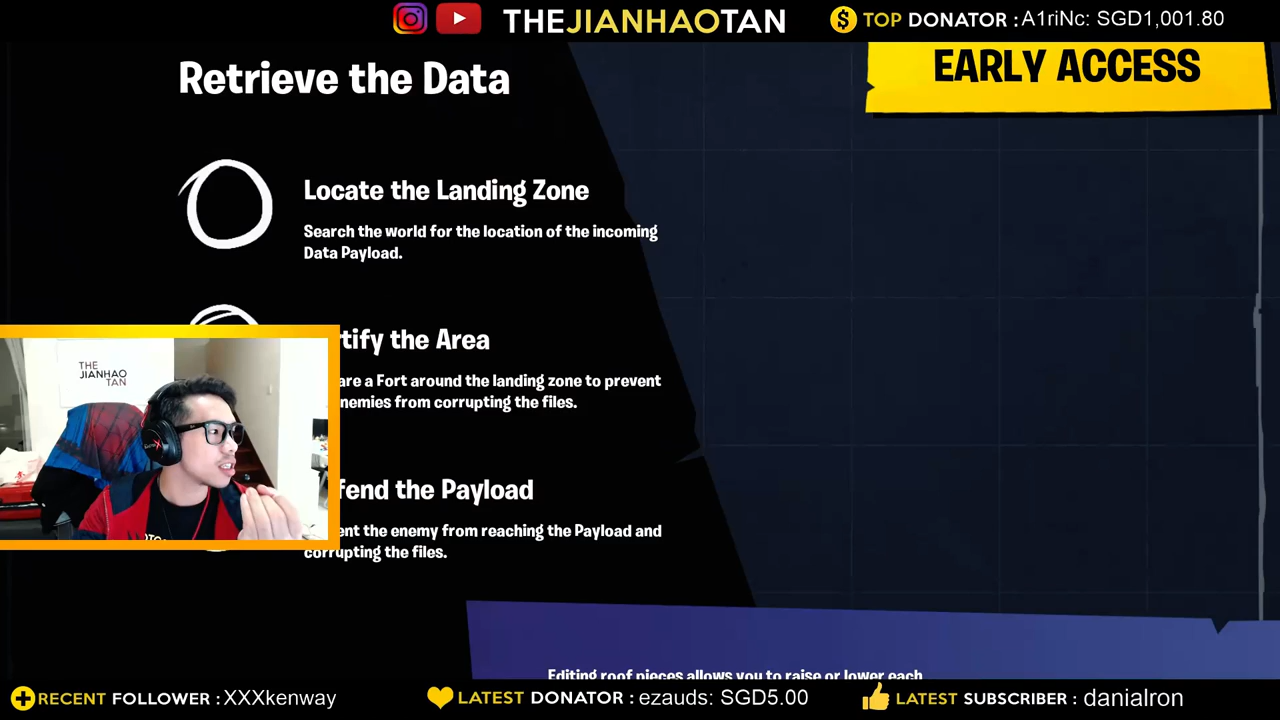 THEJIANHAOTAN
TOP DONATOR : A1riNc: SGD1,001.80
EARLY ACCESS
Retrieve the Data
Locate the Landing Zone
Search the world for the location of the incoming
Data Payload.
tify the Area
are a Fort around the landing zone to prevent
nemies from corrupting the files.
THE
JIANHAO
TAN
fend the Payload
ent the enemy from reaching the Payload and
corrupting the files.
Editing roof pieces allows you to raise or lower each
RECENT FOLLOWER : XXXkenway
LATEST DONATOR : ezauds: SGD5.00
LATEST SUBSCRIBER : danialron